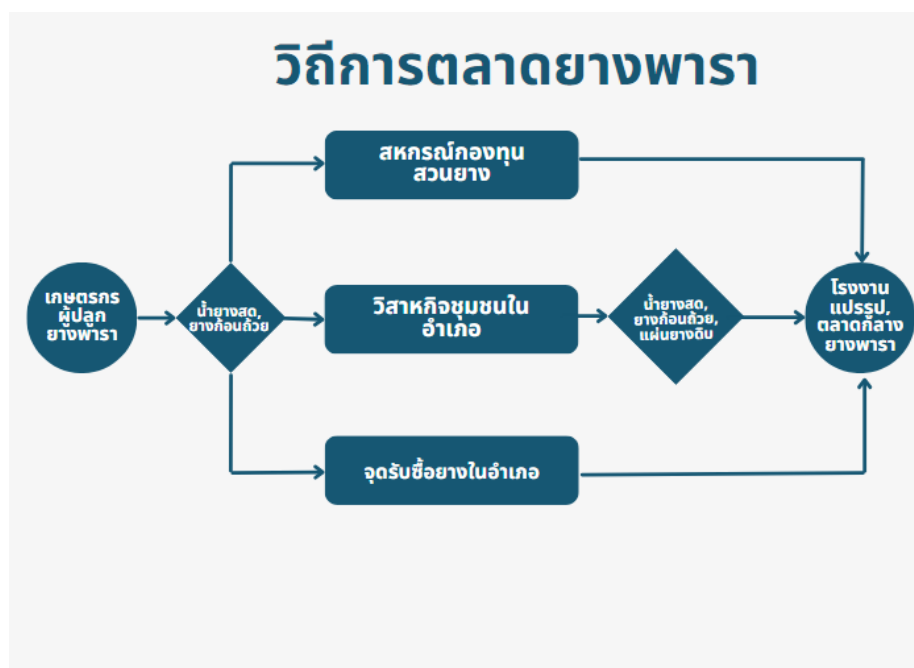 วิถีการตลาดยางพารา
สหกรณ์กองทุน
สวนยาง
เกษตรกร
ผู้ปลูก
ยางพารา
น้ำยางสด,
ยางก้อนถ้วย
วิสาหกิจชุมชนใน
อำเภอ
น้ำยางสด,
ยางก้อนถ้วย,
แผ่นยางดิบ
โรงงาน
แปรรูป,
ตลาดกลาง
ยางพารา
จุดรับซื้อยางในอำเภอ